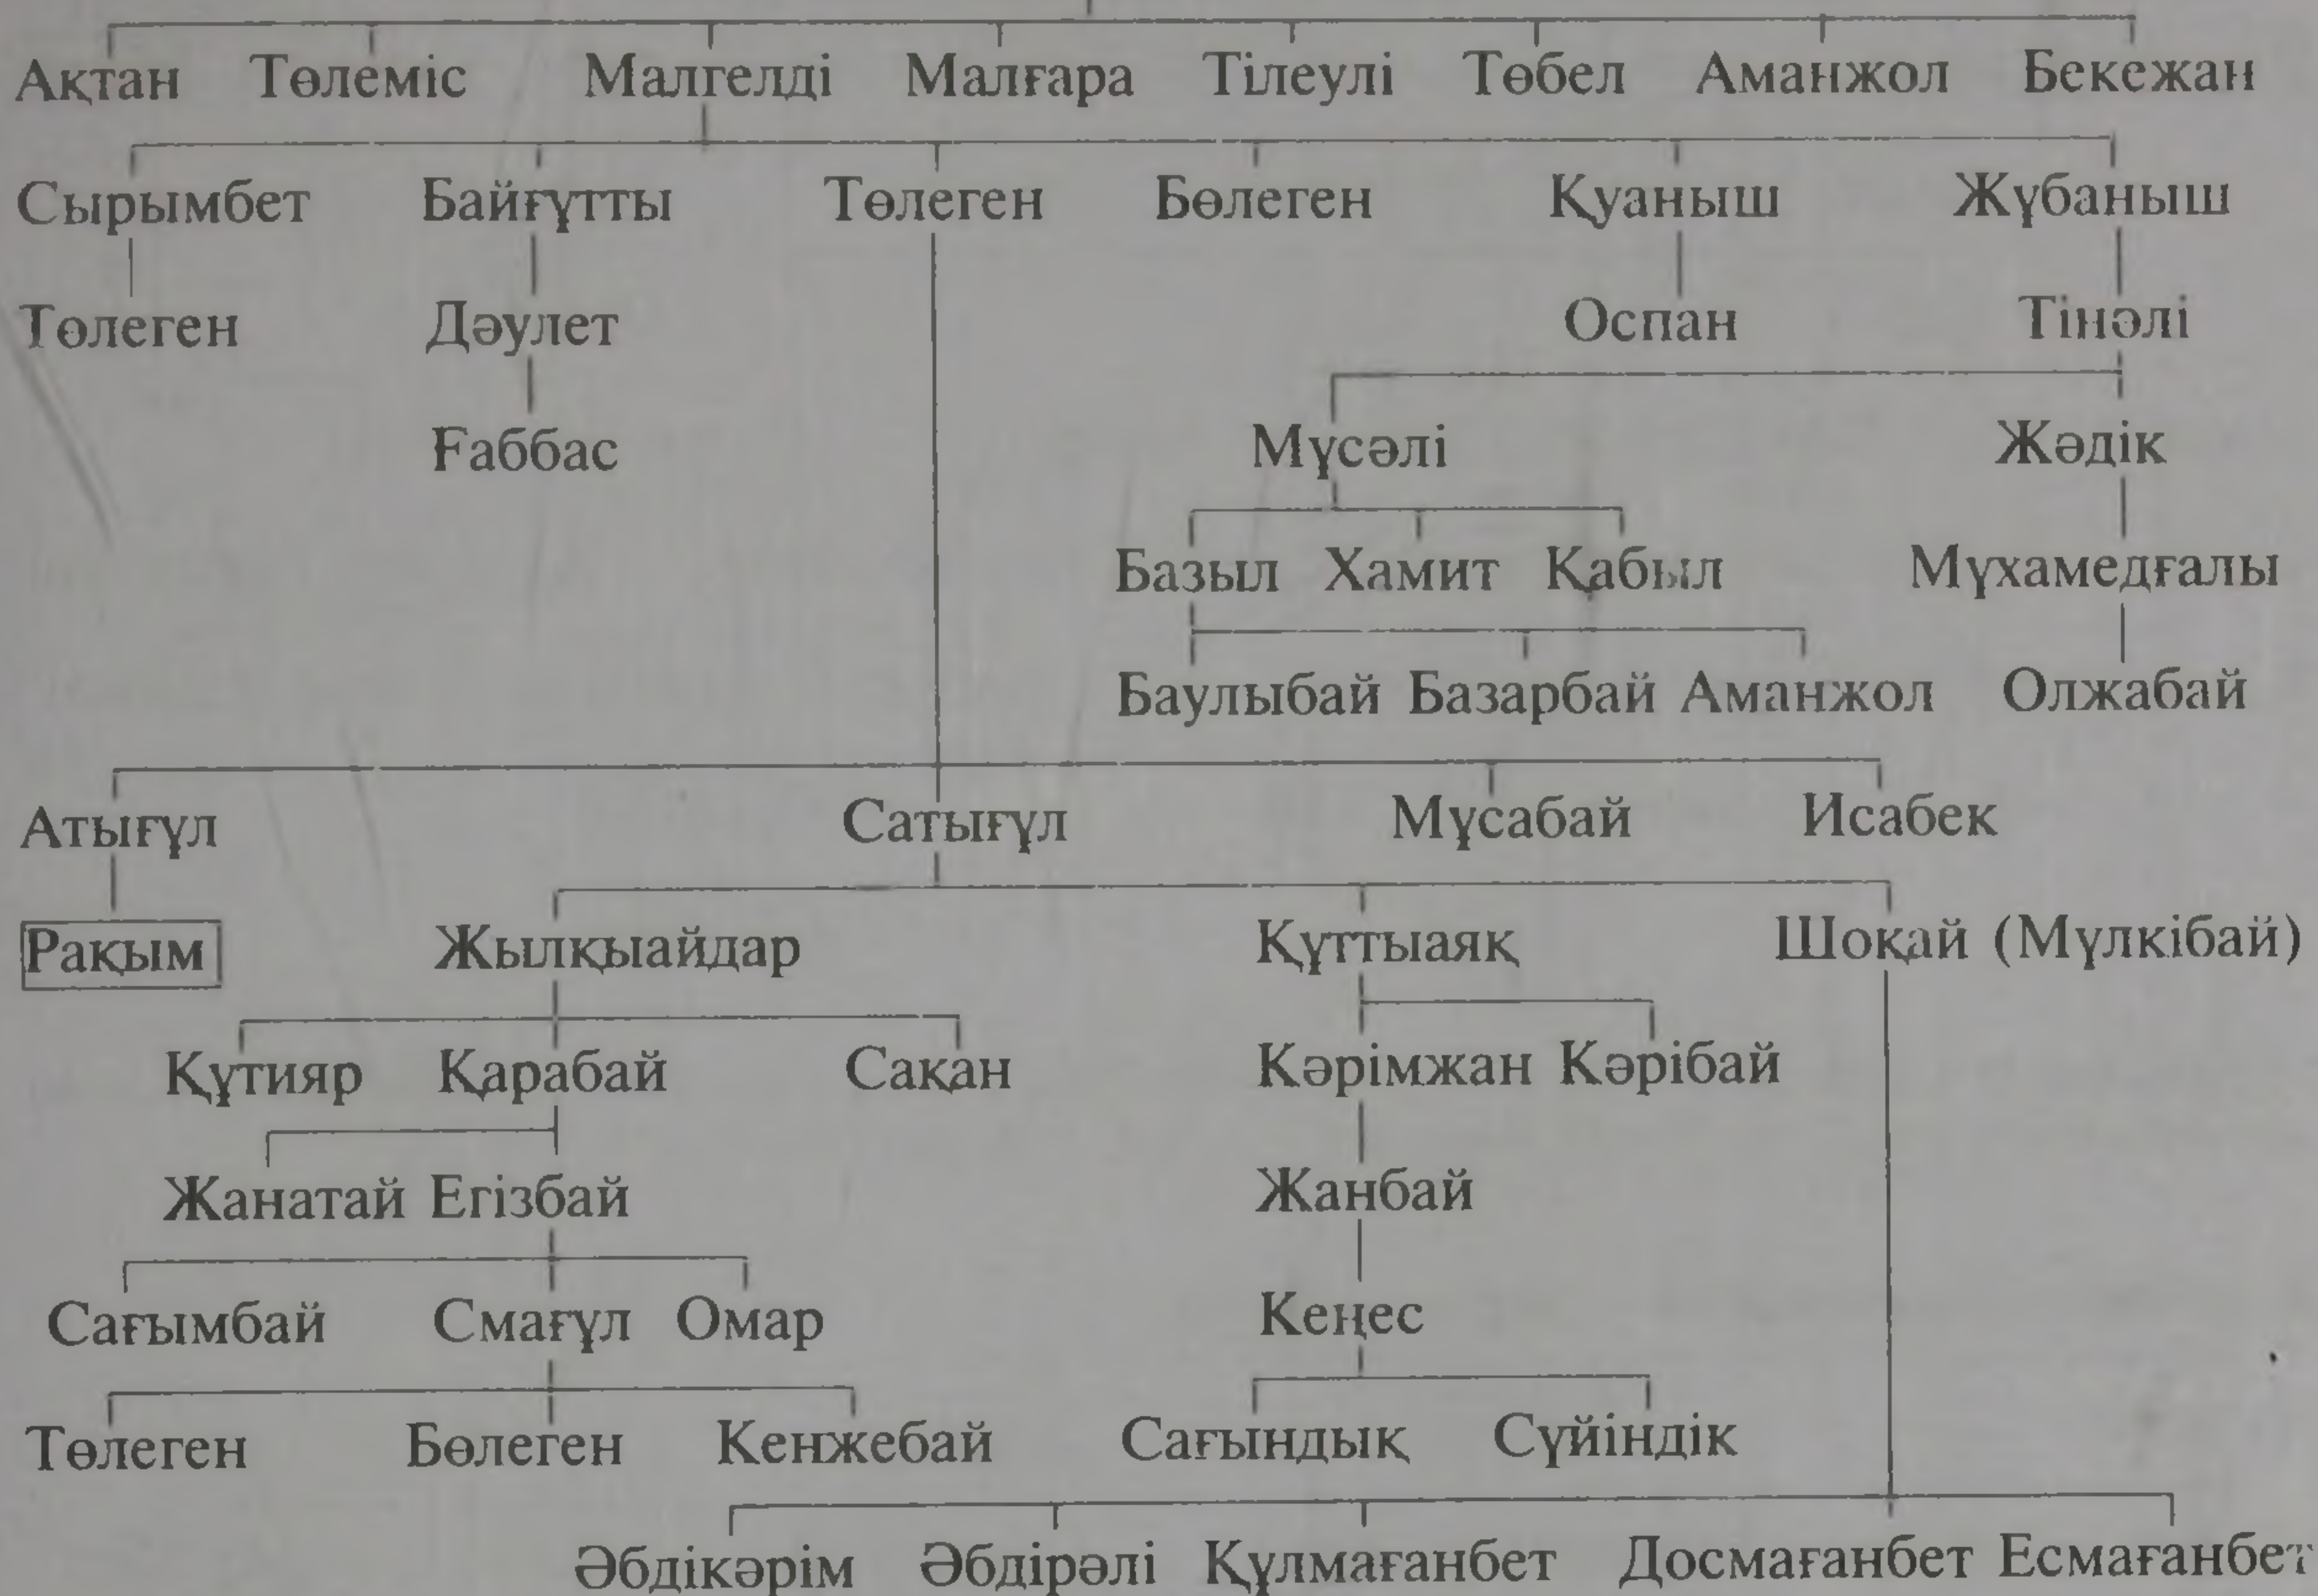 Ақтан Төлеміс Малгелді Малғара Тілеулі Төбел Аманжол Бекежан
Сырымбет Байғұтты Төлеген Бөлеген Қуаныш Жұбаныш
Төлеген Дәулет Оспан Тінәлі
Ғаббас Мүсәлі Жәдік
Базыл Хамит Қабыл Мұхамедғалы
Баулыбай Базарбай Аманжол Олжабай
Атығұл Сатығұл Мұсабай Исабек
Рақым Жылқыайдар Құттыаяқ Шоқай (Мүлкібай)
Құтияр Қарабай Сақан Кәрімжан Кәрібай
Жанатай Егізбай Жанбай
Сағымбай Смағұл Омар Кеңес
Төлеген Бөлеген Кенжебай Сағындық Сүйіндік
Әбдікәрім Әбдірәлі Құлмағанбет Досмағанбет Есмағанбет